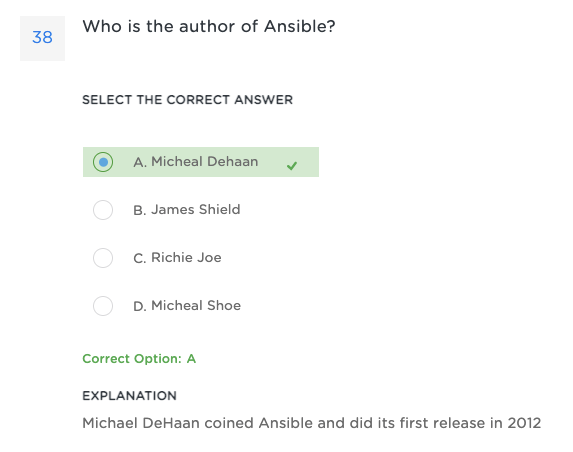 38
Who is the author of Ansible?
SELECT THE CORRECT ANSWER
A. Micheal Dehaan
B. James Shield
C. Richie Joe
D. Micheal Shoe
Correct Option: A
EXPLANATION
Michael DeHaan coined Ansible and did its first release in 2012